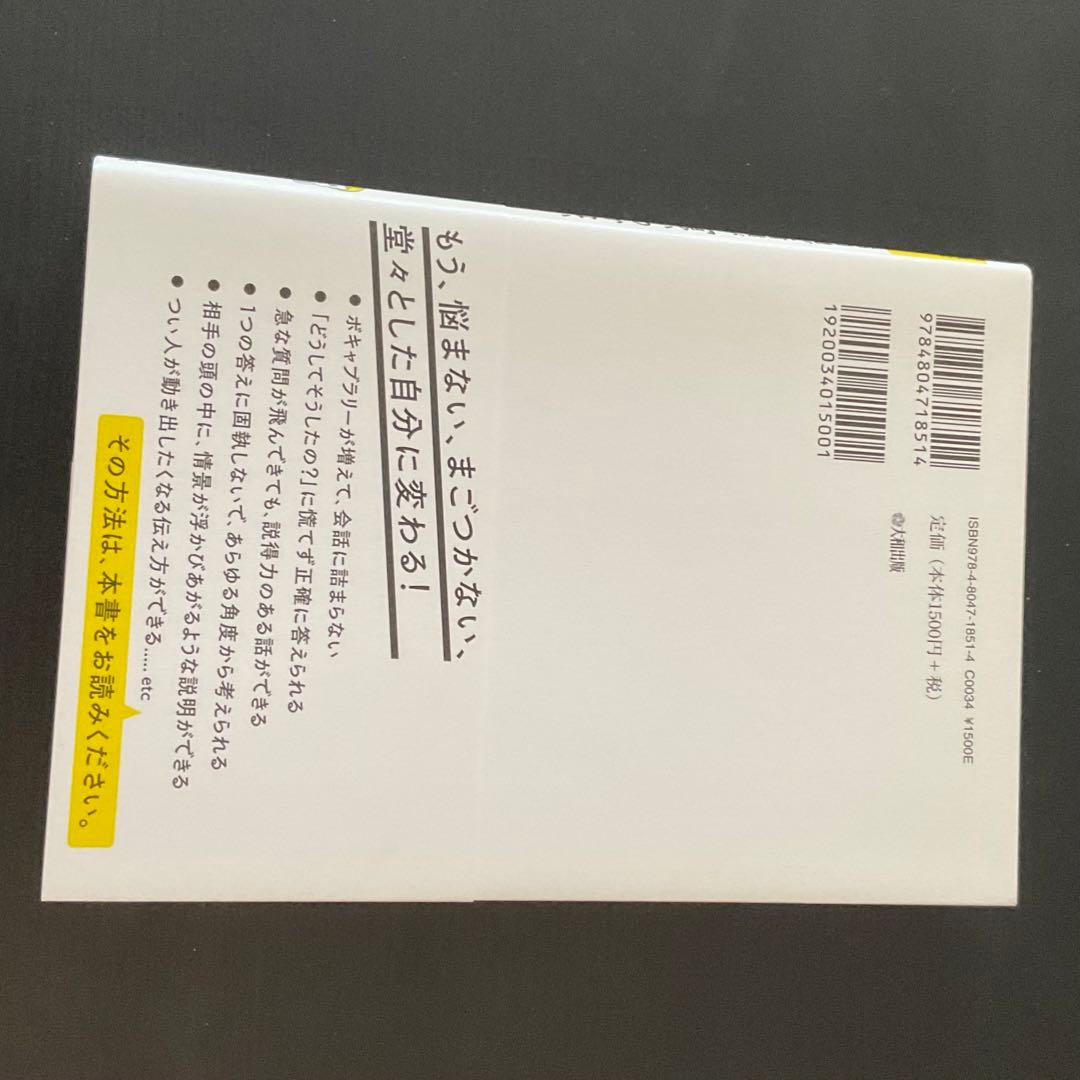 9784804718514
1920034015001
ISBN978-4-8047-1851-4 C0034 ¥1500E
定価（本体1500円＋税）
大和出版
もう、悩まない、まごつかない、
堂々とした自分に変わる！
● ボキャブラリーが増えて、会話に詰まらない
● 「どうしてそうしたの？」に慌てず正確に答えられる
● 急な質問が飛んできても、説得力のある話ができる
● 1つの答えに固執しないで、あらゆる角度から考えられる
● 相手の頭の中に、情景が浮かびあがるような説明ができる
● つい人が動き出したくなる伝え方ができる…… etc
その方法は、本書をお読みください。